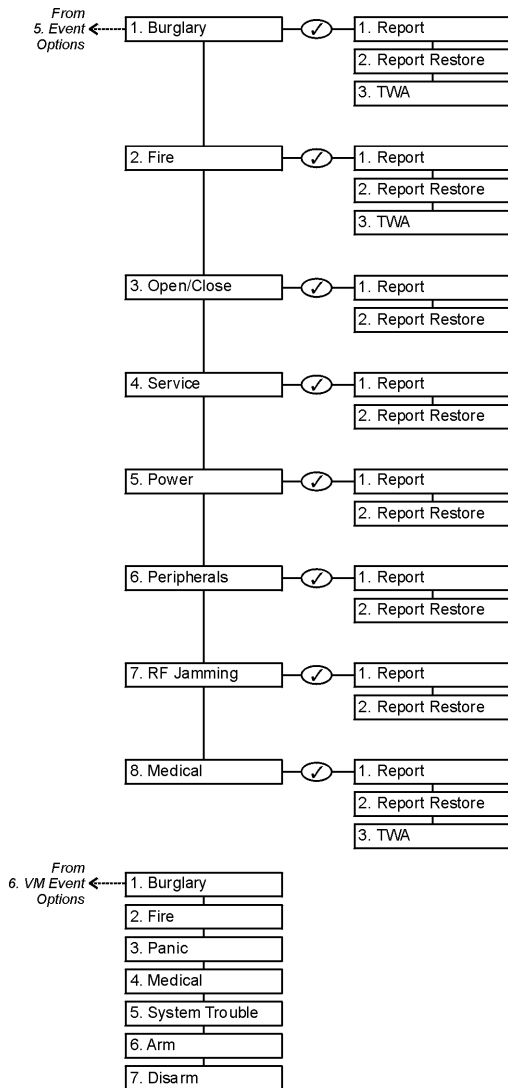 From
5. Event
Options
1. Burglary
1. Report
2. Report Restore
3. TWA
2. Fire
1. Report
2. Report Restore
3. TWA
3. Open/Close
1. Report
2. Report Restore
4. Service
1. Report
2. Report Restore
5. Power
1. Report
2. Report Restore
6. Peripherals
1. Report
2. Report Restore
7. RF Jamming
1. Report
2. Report Restore
8. Medical
1. Report
2. Report Restore
3. TWA
From
6. VM Event
Options
1. Burglary
2. Fire
3. Panic
4. Medical
5. System Trouble
6. Arm
7. Disarm